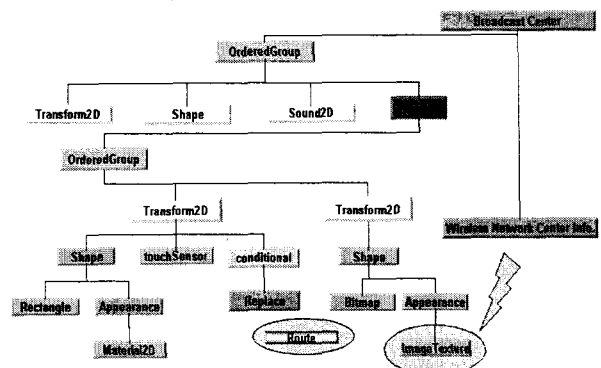 Broadcast Center
OrderedGroup
Transform2D Shape Sound2D
OrderedGroup
Transform2D Transform2D
Wireless Network Center Info.
Shape touchSensor conditional Shape
Rectangle Appearance Replace Bitmap Appearance
Route
Material2D ImageTexture